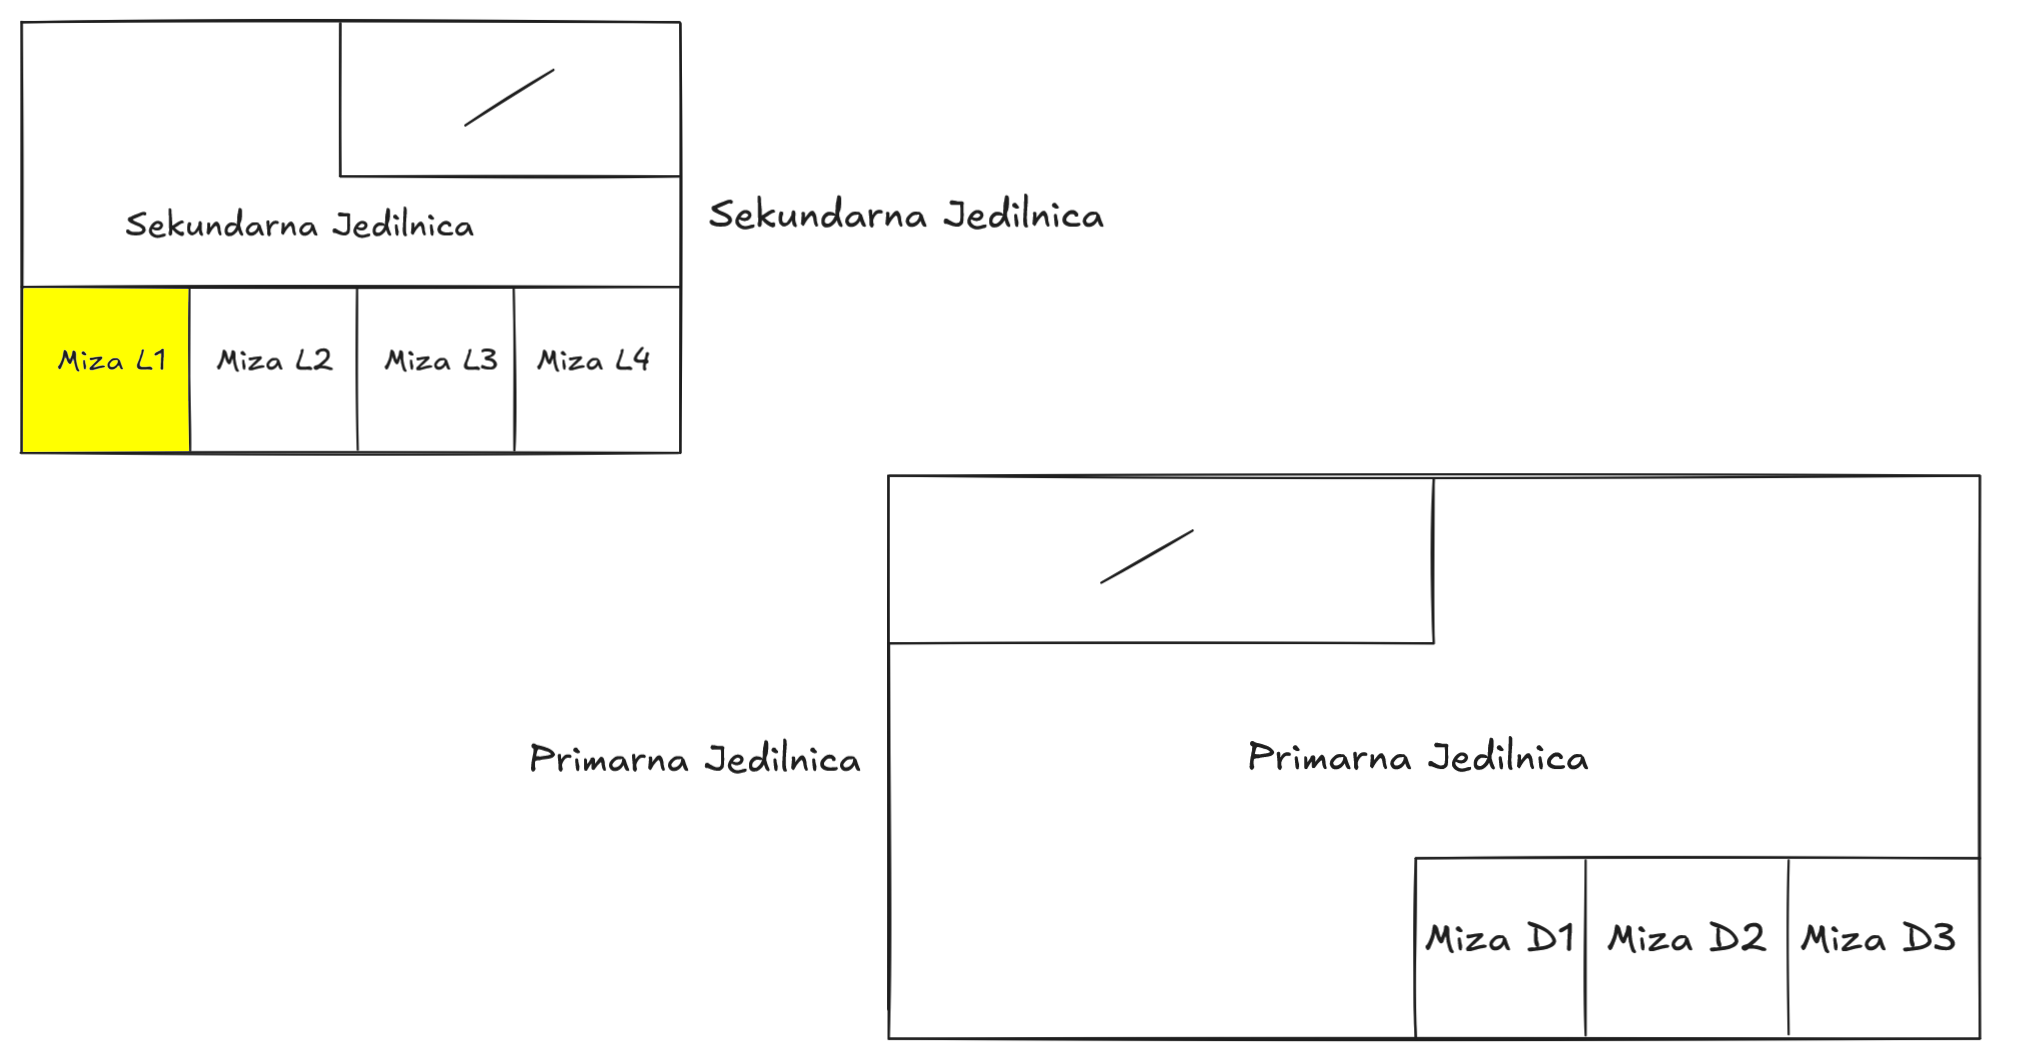 Sekundarna Jedilnica
Sekundarna Jedilnica
Miza L1
Miza L2
Miza L3
Miza L4
Primarna Jedilnica
Primarna Jedilnica
Miza D1
Miza D2
Miza D3